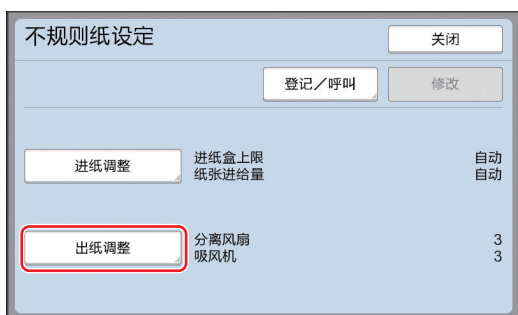 不规则纸设定 关闭
登记／呼叫 修改
进纸调整 进纸盒上限 自动
纸张进给量 自动
出纸调整 分离风扇 3
吸风机 3